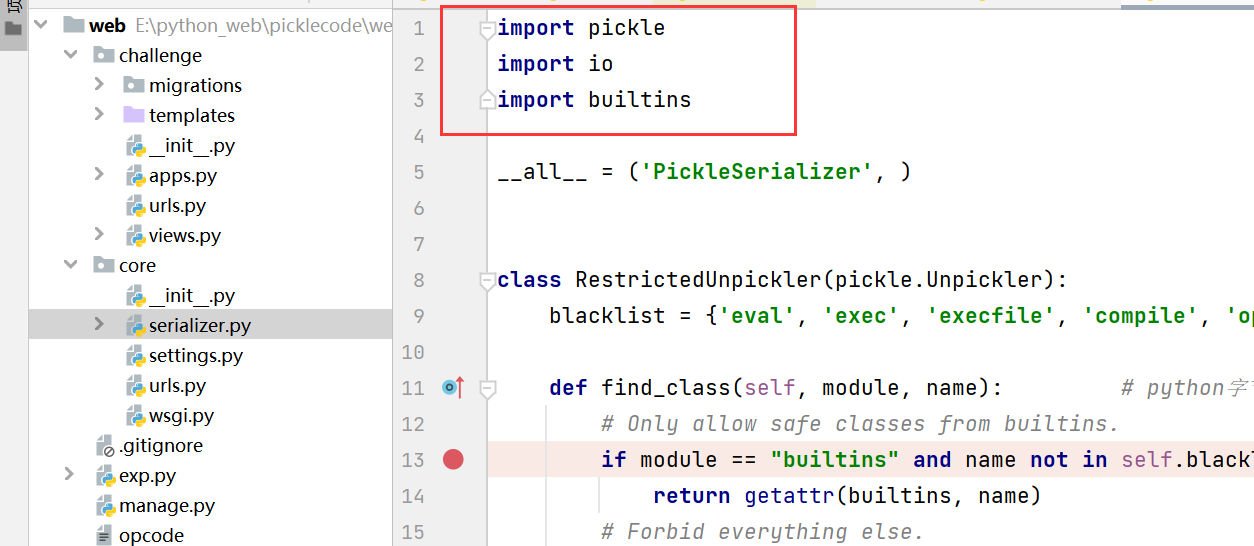 web E:\python_web\picklecode\we
challenge
migrations
templates
__init__.py
apps.py
urls.py
views.py
core
__init__.py
serializer.py
settings.py
urls.py
wsgi.py
.gitignore
exp.py
manage.py
opcode
1 import pickle
2 import io
3 import builtins
4
5 __all__ = ('PickleSerializer', )
6
7
8 class RestrictedUnpickler(pickle.Unpickler):
9 blacklist = {'eval', 'exec', 'execfile', 'compile', 'op
10
11 def find_class(self, module, name): # python字
12 # Only allow safe classes from builtins.
13 if module == "builtins" and name not in self.blackl
14 return getattr(builtins, name)
15 # Forbid everything else.